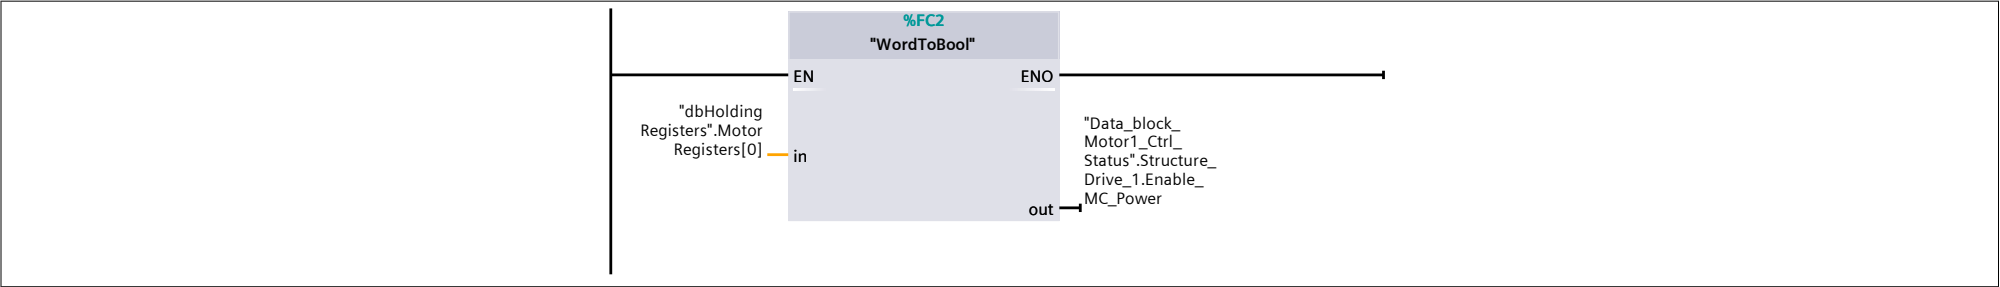 %FC2
"WordToBool"
EN
ENO
"dbHolding
Registers".Motor
Registers[0]
in
"Data_block_
Motor1_Ctrl_
Status".Structure_
Drive_1.Enable_
MC_Power
out